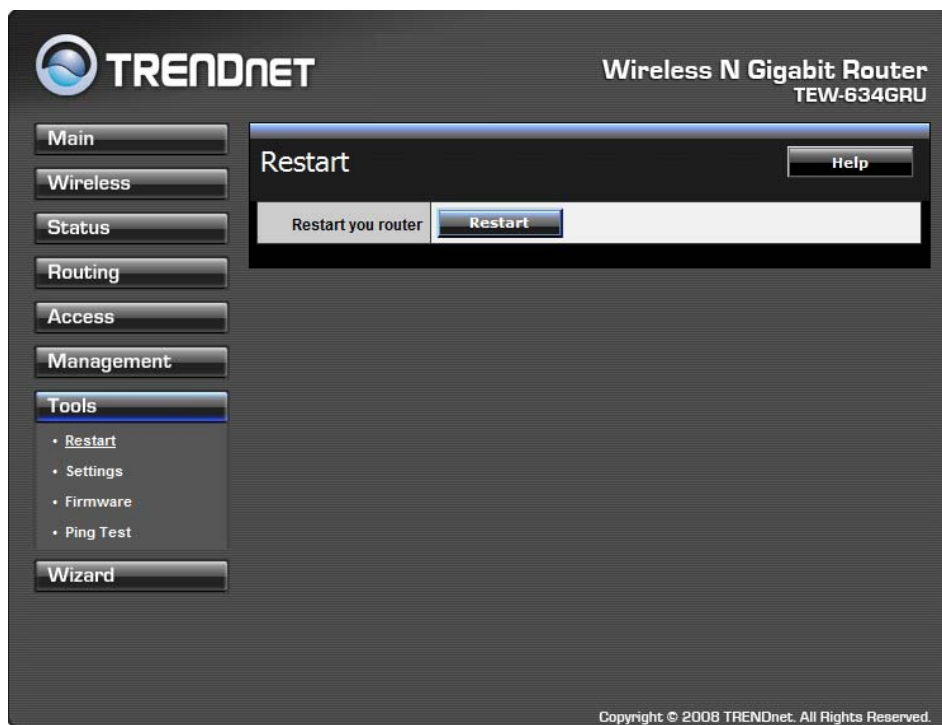 TRENDNET
Wireless N Gigabit Router
TEW-634GRU
Main
Wireless
Status
Routing
Access
Management
Tools
• Restart
• Settings
• Firmware
• Ping Test
Wizard
Restart
Help
Restart you router
Restart
Copyright © 2008 TRENDnet. All Rights Reserved.